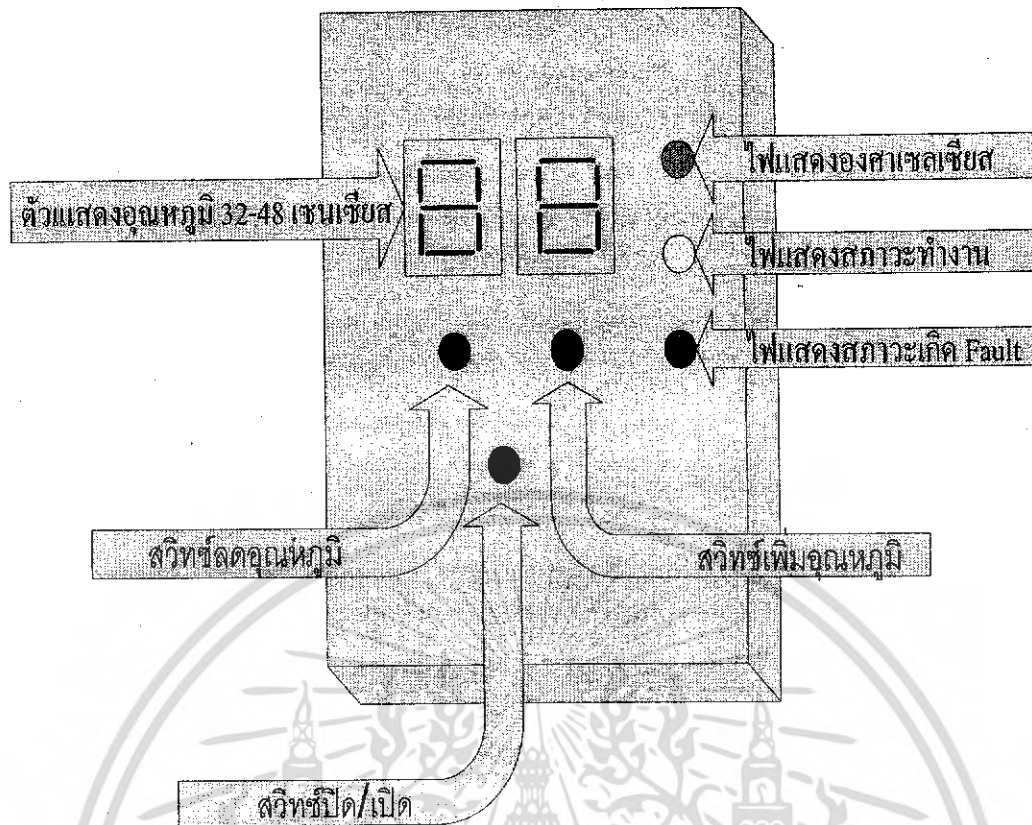 ไฟแสดงองศาเซลเซียส
ตัวแสดงอุณหภูมิ 32-48 เซนเซียส
ไฟแสดงสภาวะทำงาน
ไฟแสดงสภาวะเกิด Fault
สวิทซ์ลดอุณหภูมิ
สวิทซ์เพิ่มอุณหภูมิ
สวิทซ์ปิด/เปิด